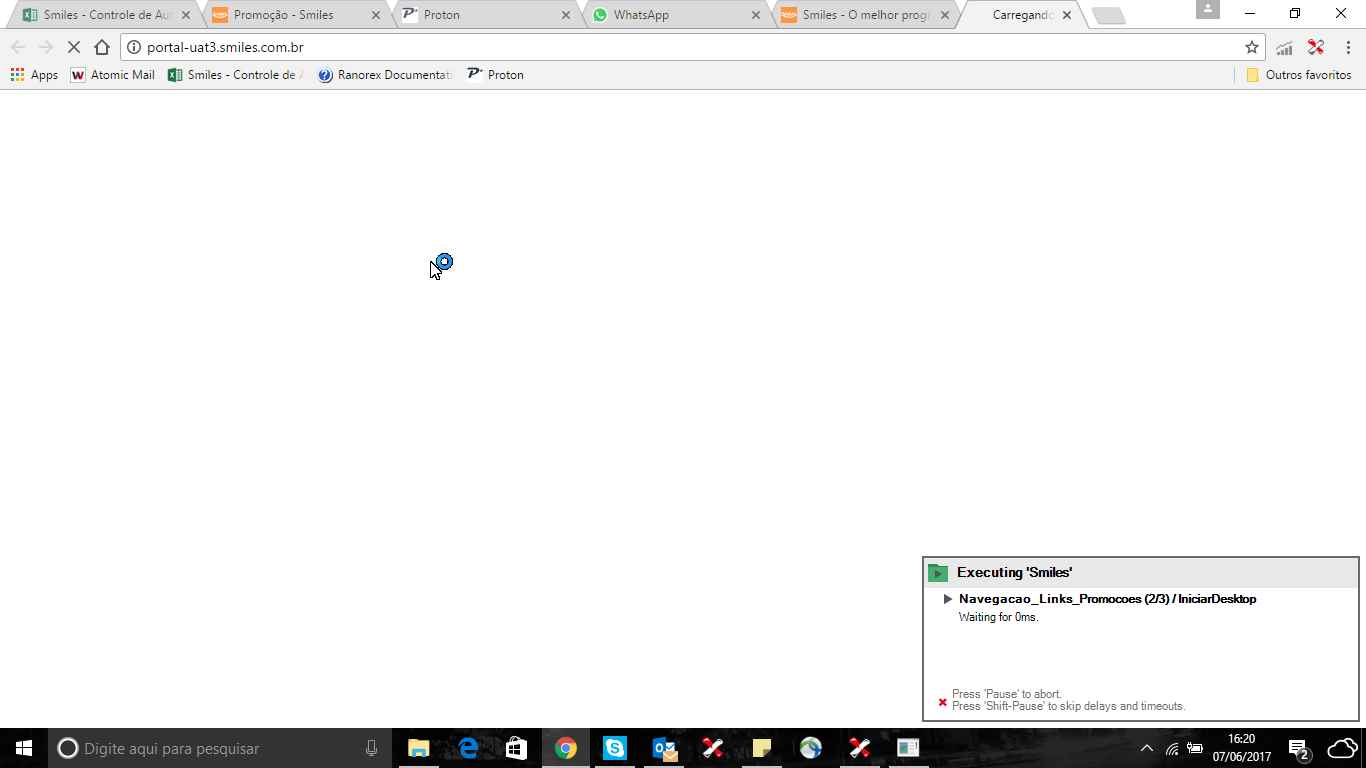 Smiles - Controle de Au
Promoção - Smiles
Proton
WhatsApp
Smiles - O melhor prog
Carregando
portal-uat3.smiles.com.br
Apps
Atomic Mail
Smiles - Controle de A
Ranorex Documentati
Proton
Outros favoritos
Executing 'Smiles'
Navegacao_Links_Promocoes (2/3) / IniciarDesktop
Waiting for 0ms.
Press 'Pause' to abort.
Press 'Shift-Pause' to skip delays and timeouts.
Digite aqui para pesquisar
16:20
07/06/2017
2